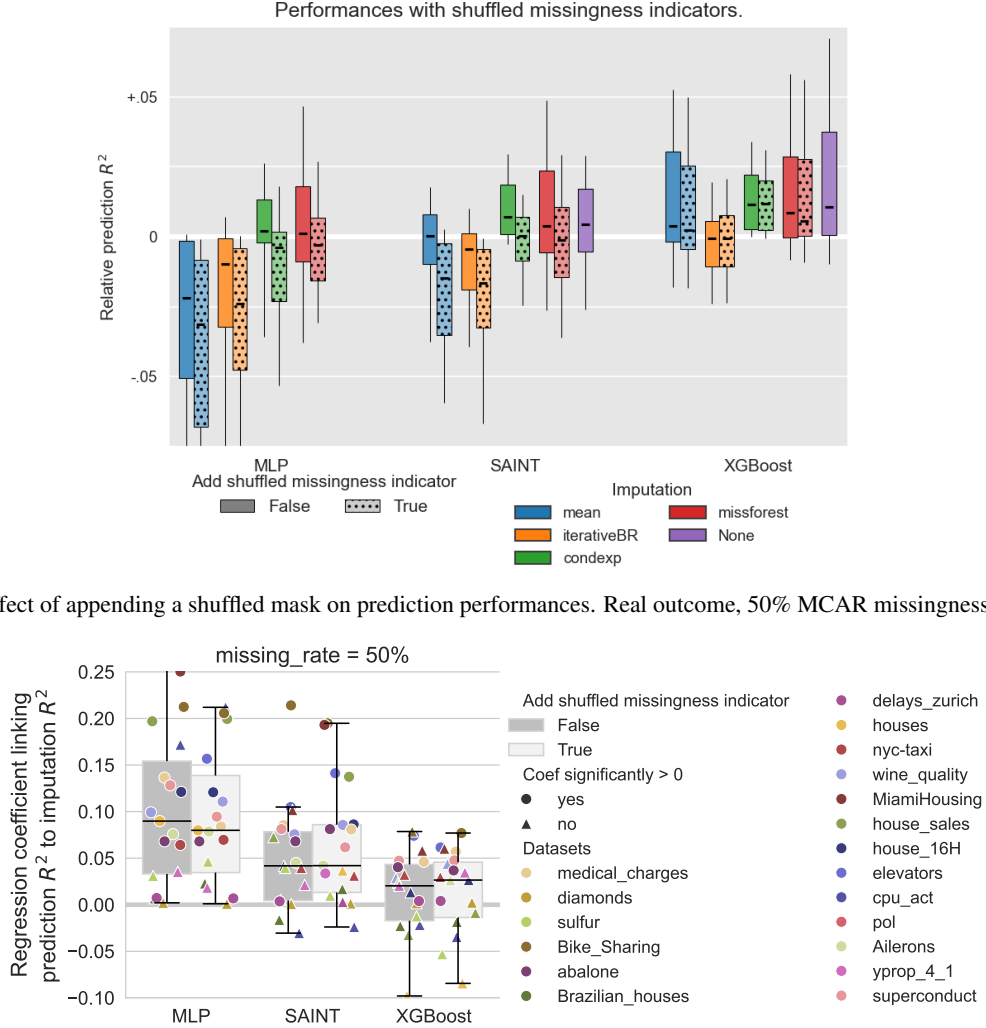 Performances with shuffled missingness indicators.
+.05
0
-.05
Relative prediction R²
MLP SAINT XGBoost
Add shuffled missingness indicator
False True
Imputation
mean missforest
iterativeBR None
condexp
fect of appending a shuffled mask on prediction performances. Real outcome, 50% MCAR missingness
missing_rate = 50%
Regression coefficient linking
prediction R² to imputation R²
0.25
0.20
0.15
0.10
0.05
0.00
−0.05
−0.10
MLP SAINT XGBoost
Add shuffled missingness indicator
False
True
Coef significantly > 0
yes
no
Datasets
medical_charges
diamonds
sulfur
Bike_Sharing
abalone
Brazilian_houses
delays_zurich
houses
nyc-taxi
wine_quality
MiamiHousing
house_sales
house_16H
elevators
cpu_act
pol
Ailerons
yprop_4_1
superconduct